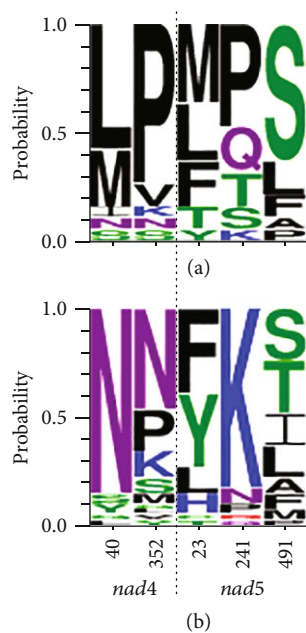 Probability
1.0
0.5
0.0
L P M P S
M V L Q L
I K F T F
N N T S A
S S Y K P
(a)
Probability
1.0
0.5
0.0
N N F K S
P Y T
K L N I
S H P L
M A
F
M
40 352 23 241 491
nad4 nad5
(b)